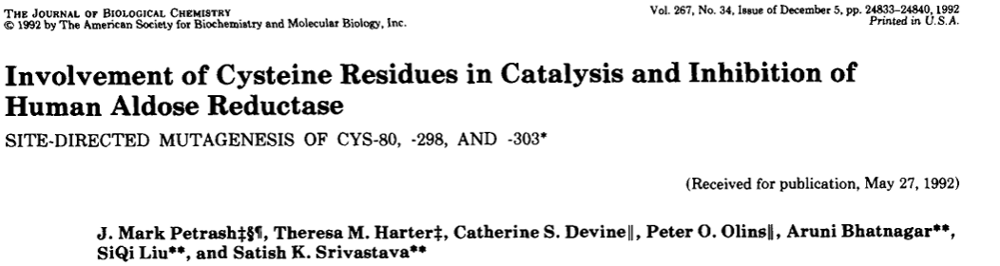 THE JOURNAL OF BIOLOGICAL CHEMISTRY
© 1992 by The American Society for Biochemistry and Molecular Biology, Inc.
Vol. 267, No. 34, Issue of December 5, pp. 24833-24840, 1992
Printed in U.S.A.
Involvement of Cysteine Residues in Catalysis and Inhibition of
Human Aldose Reductase
SITE-DIRECTED MUTAGENESIS OF CYS-80, -298, AND -303*
(Received for publication, May 27, 1992)
J. Mark Petrash‡§¶, Theresa M. Harter‡, Catherine S. Devine‖, Peter O. Olins‖, Aruni Bhatnagar**,
SiQi Liu**, and Satish K. Srivastava**